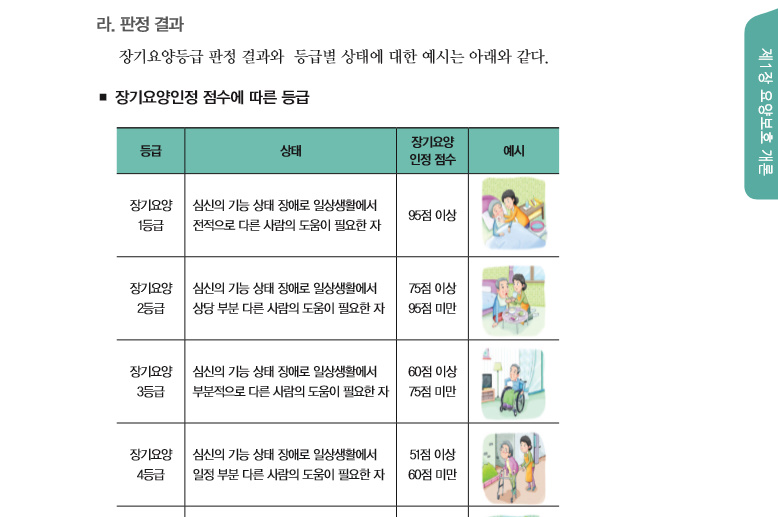 라. 판정 결과
장기요양등급 판정 결과와 등급별 상태에 대한 예시는 아래와 같다.
■ 장기요양인정 점수에 따른 등급
등급
상태
장기요양
인정 점수
예시
장기요양
1등급
심신의 기능 상태 장애로 일상생활에서
전적으로 다른 사람의 도움이 필요한 자
95점 이상
장기요양
2등급
심신의 기능 상태 장애로 일상생활에서
상당 부분 다른 사람의 도움이 필요한 자
75점 이상
95점 미만
장기요양
3등급
심신의 기능 상태 장애로 일상생활에서
부분적으로 다른 사람의 도움이 필요한 자
60점 이상
75점 미만
장기요양
4등급
심신의 기능 상태 장애로 일상생활에서
일정 부분 다른 사람의 도움이 필요한 자
51점 이상
60점 미만
제1장 요양보호 개론